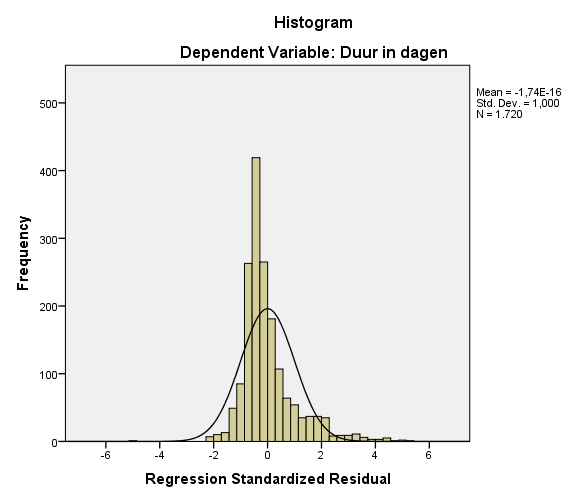 Histogram
Dependent Variable: Duur in dagen
Mean = -1,74E-16
Std. Dev. = 1,000
N = 1.720
500
400
300
200
100
0
Frequency
-6 -4 -2 0 2 4 6
Regression Standardized Residual